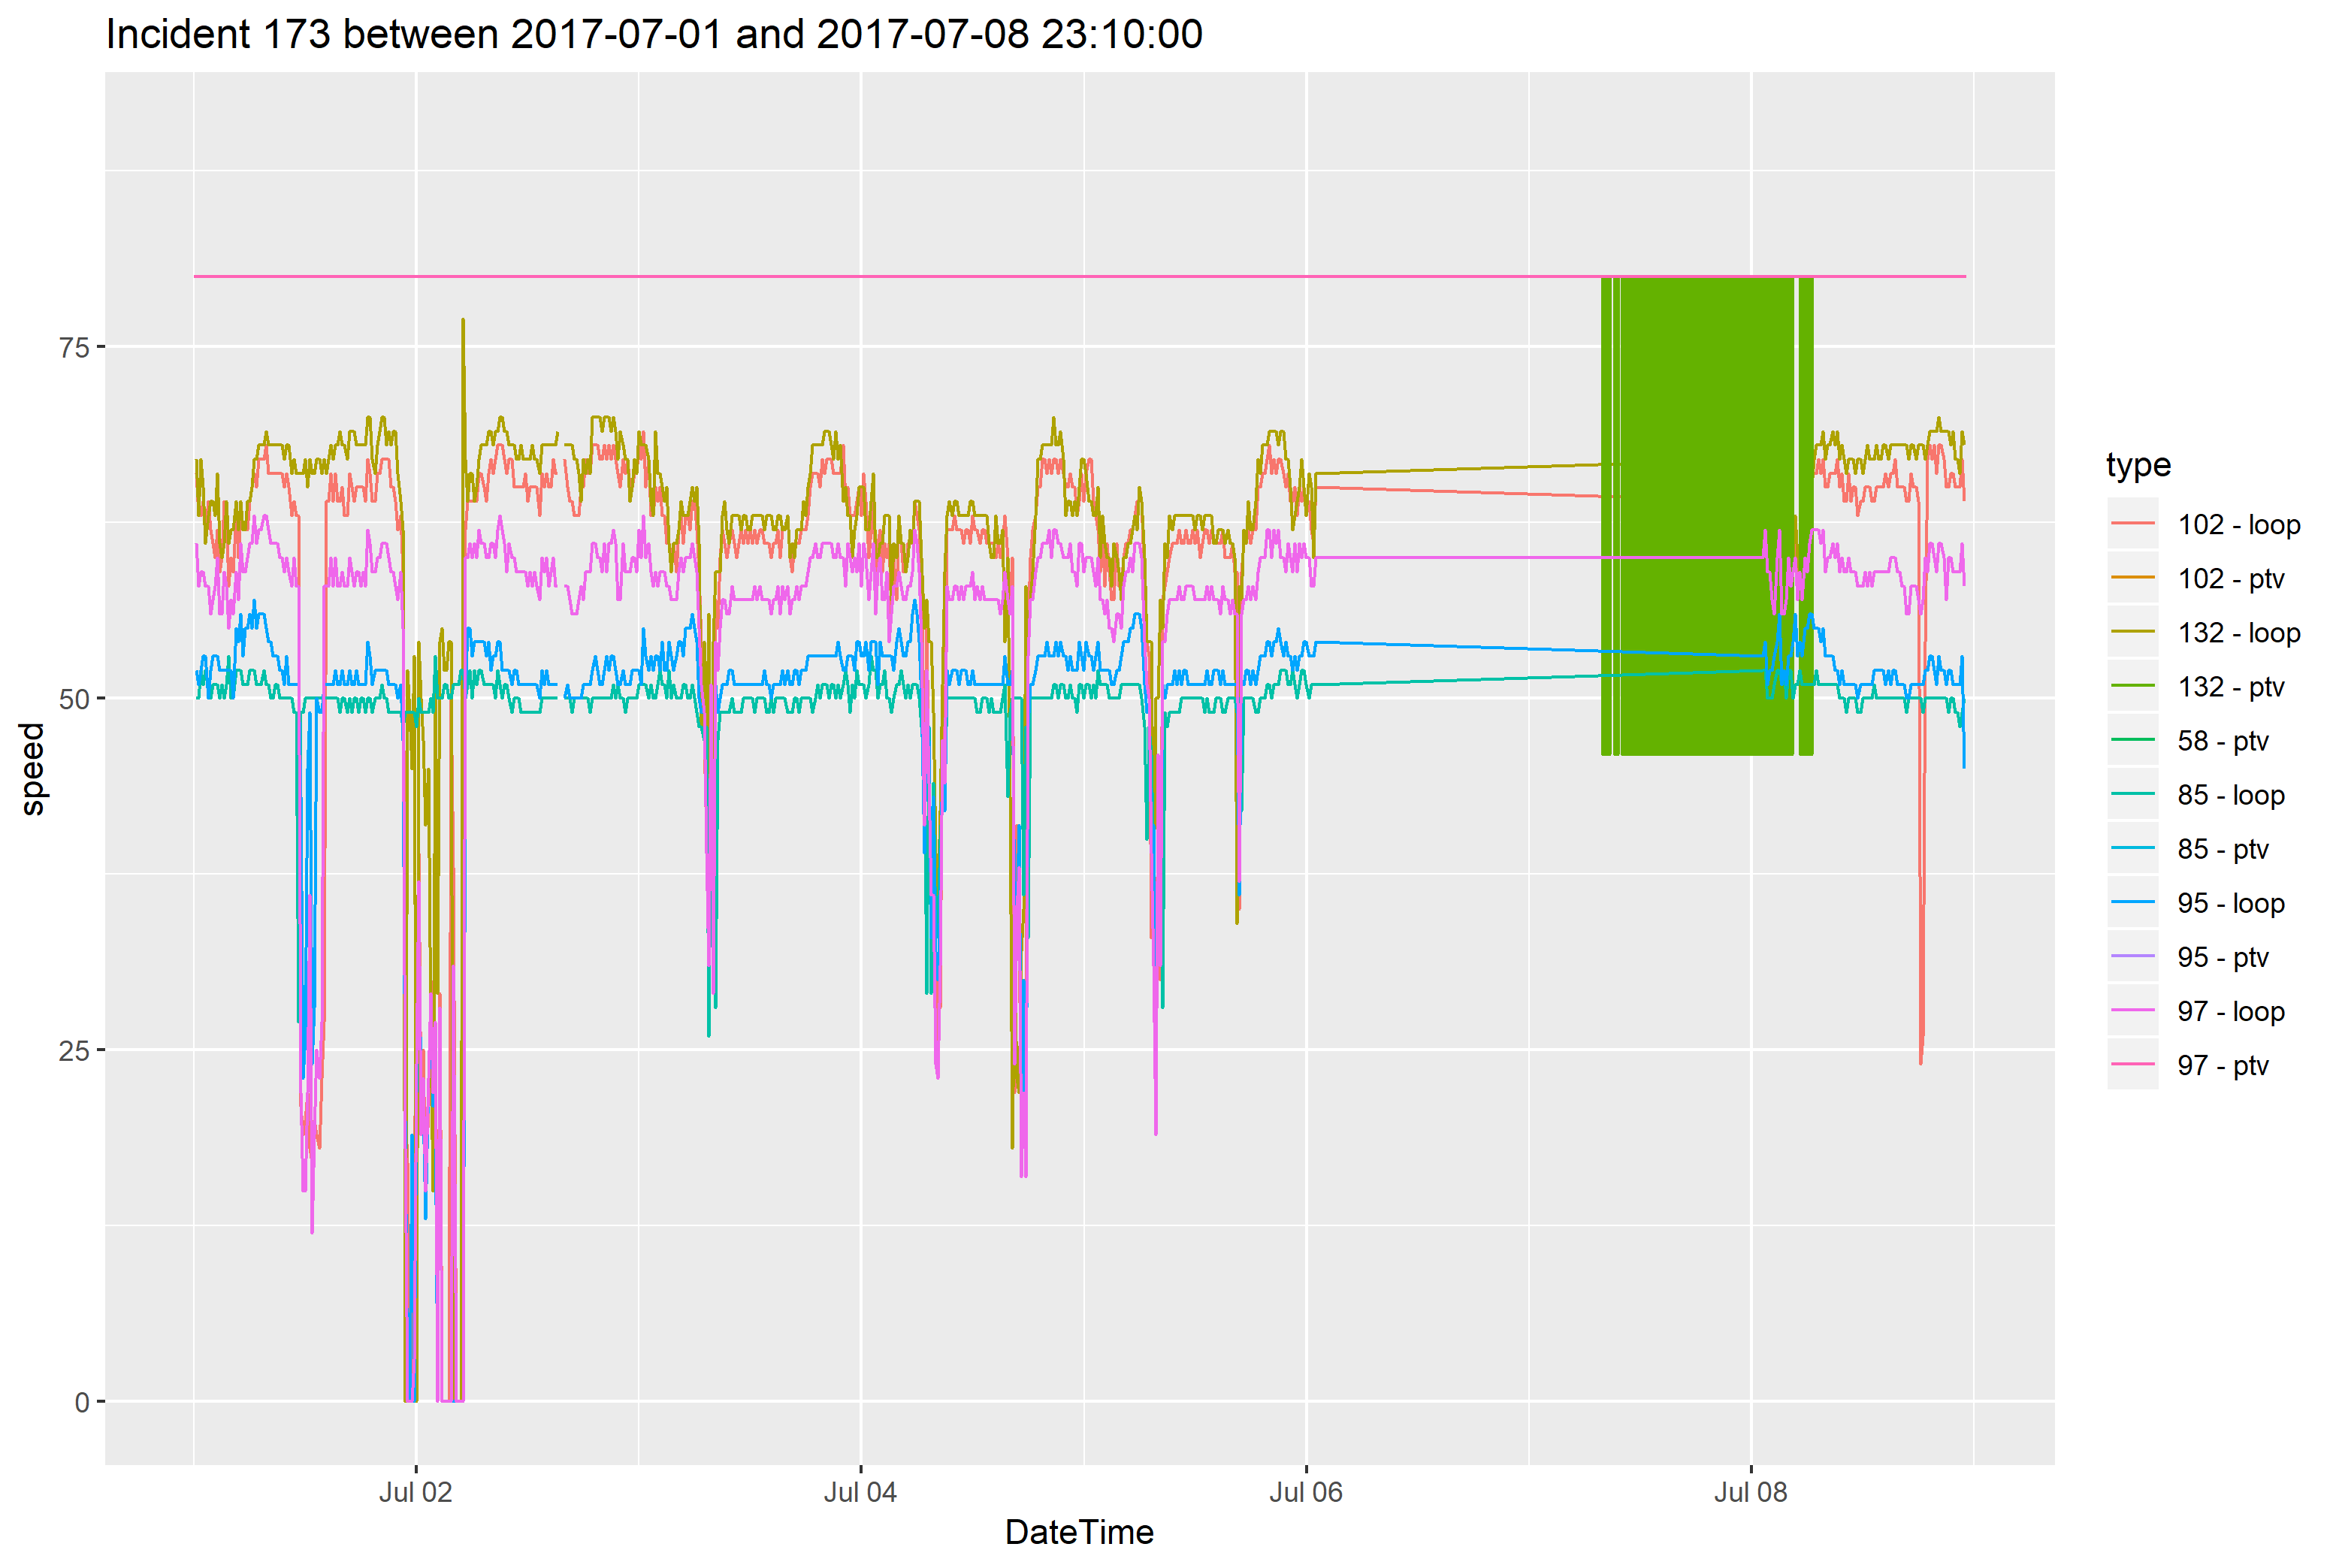 Incident 173 between 2017-07-01 and 2017-07-08 23:10:00
75
50
25
0
speed
Jul 02
Jul 04
Jul 06
Jul 08
DateTime
type
102 - loop
102 - ptv
132 - loop
132 - ptv
58 - ptv
85 - loop
85 - ptv
95 - loop
95 - ptv
97 - loop
97 - ptv